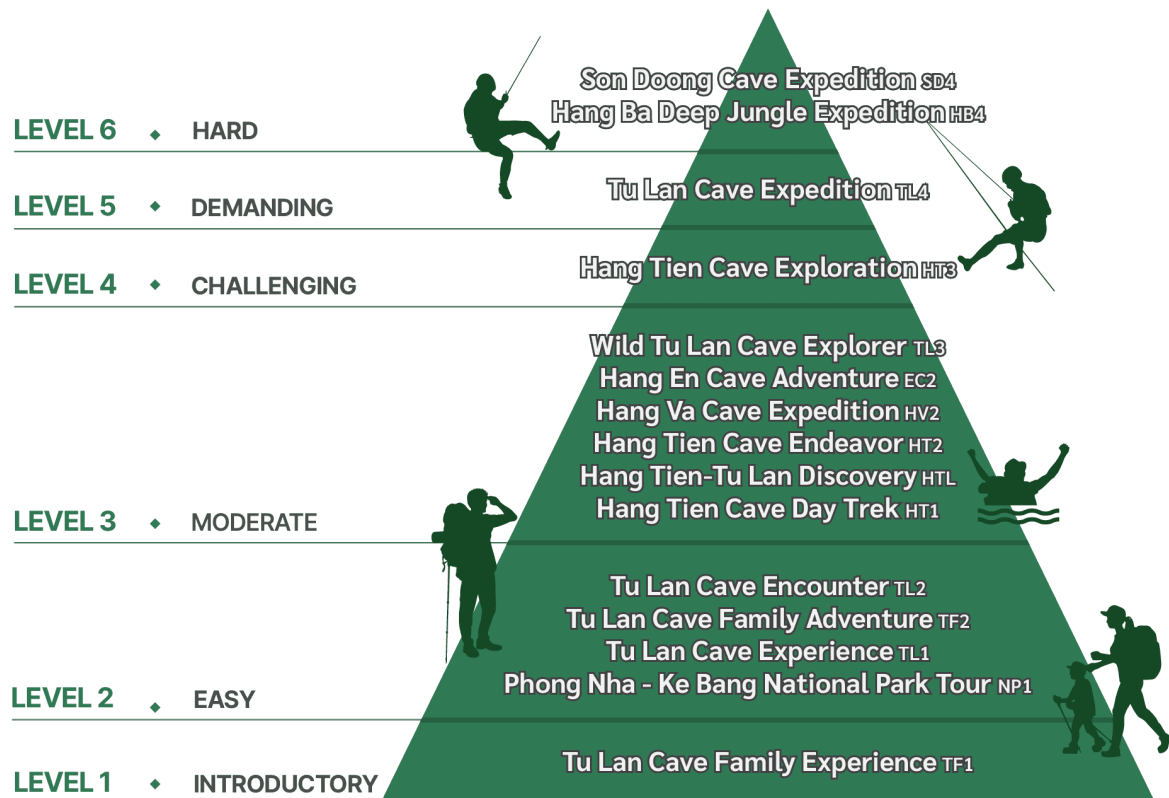 Son Doong Cave Expedition SD4
Hang Ba Deep Jungle Expedition HB4
LEVEL 6 ◆ HARD
Tu Lan Cave Expedition TL4
LEVEL 5 ◆ DEMANDING
Hang Tien Cave Exploration HT3
LEVEL 4 ◆ CHALLENGING
Wild Tu Lan Cave Explorer TL3
Hang En Cave Adventure EC2
Hang Va Cave Expedition HV2
Hang Tien Cave Endeavor HT2
Hang Tien-Tu Lan Discovery HTL
Hang Tien Cave Day Trek HT1
LEVEL 3 ◆ MODERATE
Tu Lan Cave Encounter TL2
Tu Lan Cave Family Adventure TF2
Tu Lan Cave Experience TL1
Phong Nha - Ke Bang National Park Tour NP1
LEVEL 2 ◆ EASY
Tu Lan Cave Family Experience TF1
LEVEL 1 ◆ INTRODUCTORY